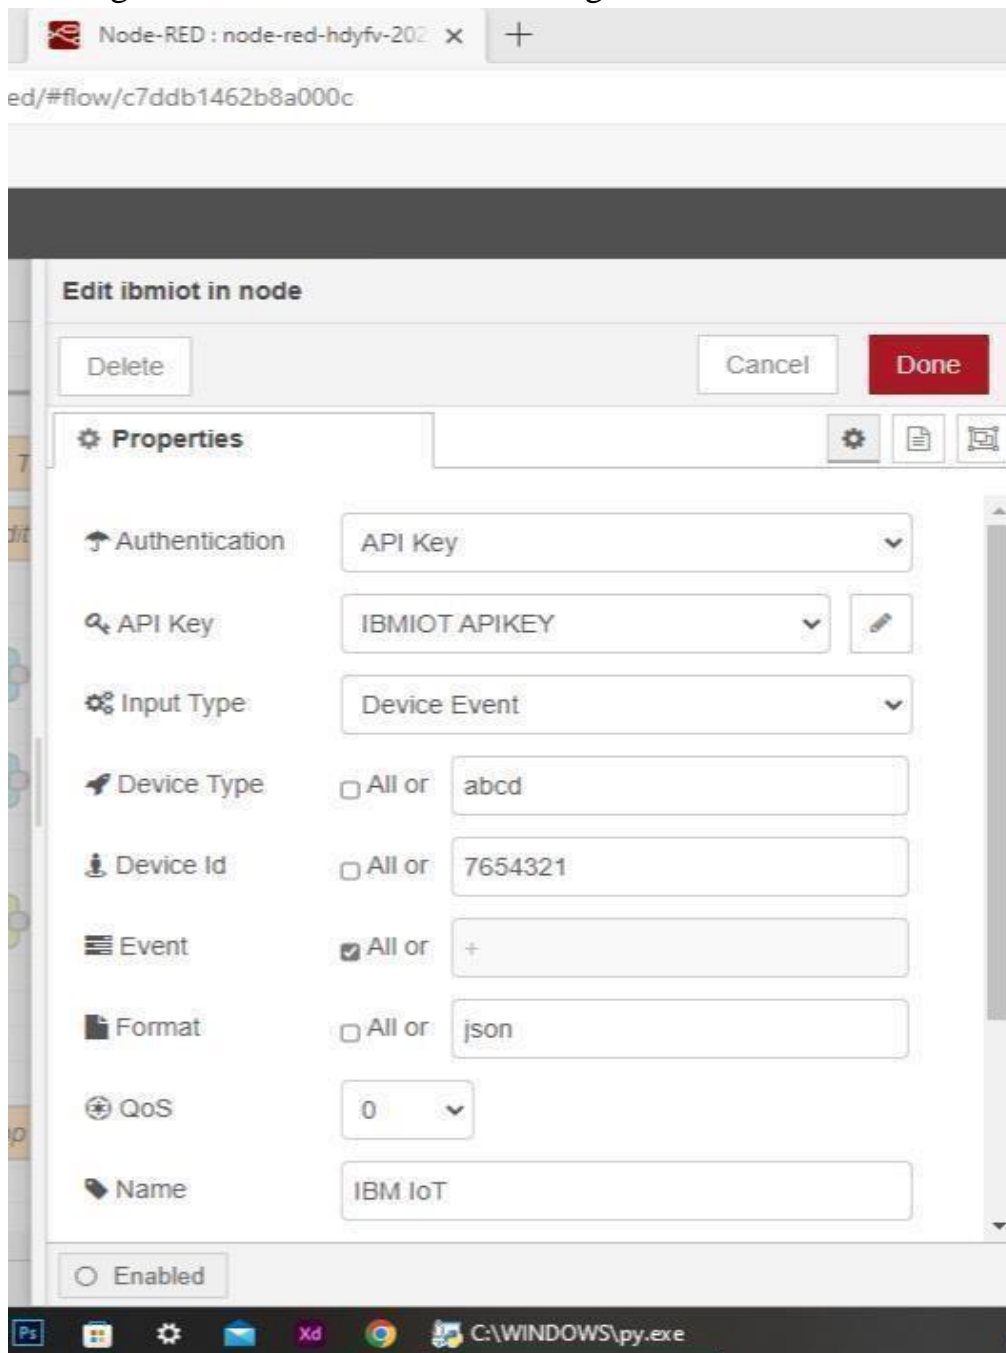 Node-RED : node-red-hdyfv-202
ed/#flow/c7ddb1462b8a000c
Edit ibmiot in node
Delete Cancel Done
Properties
Authentication API Key
API Key IBMIOT APIKEY
Input Type Device Event
Device Type All or abcd
Device Id All or 7654321
Event All or +
Format All or json
QoS 0
Name IBM IoT
Enabled
Ps Xd C:\WINDOWS\py.exe